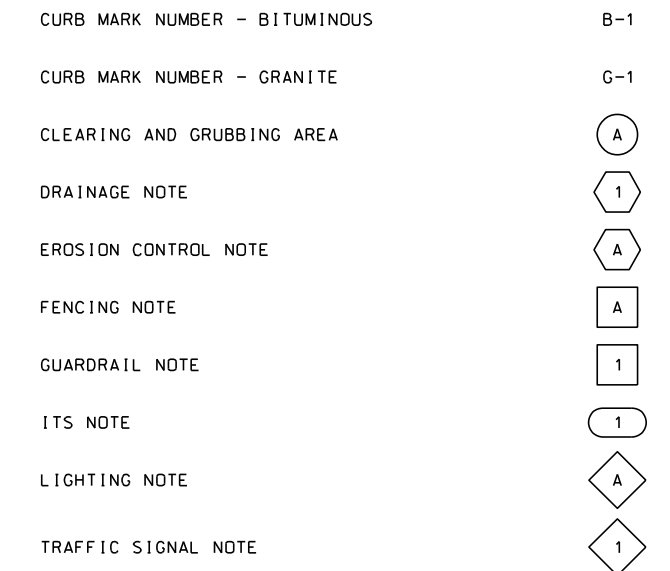 CURB MARK NUMBER - BITUMINOUS B-1
CURB MARK NUMBER - GRANITE G-1
CLEARING AND GRUBBING AREA A
DRAINAGE NOTE 1
EROSION CONTROL NOTE A
FENCING NOTE A
GUARDRAIL NOTE 1
ITS NOTE 1
LIGHTING NOTE A
TRAFFIC SIGNAL NOTE 1